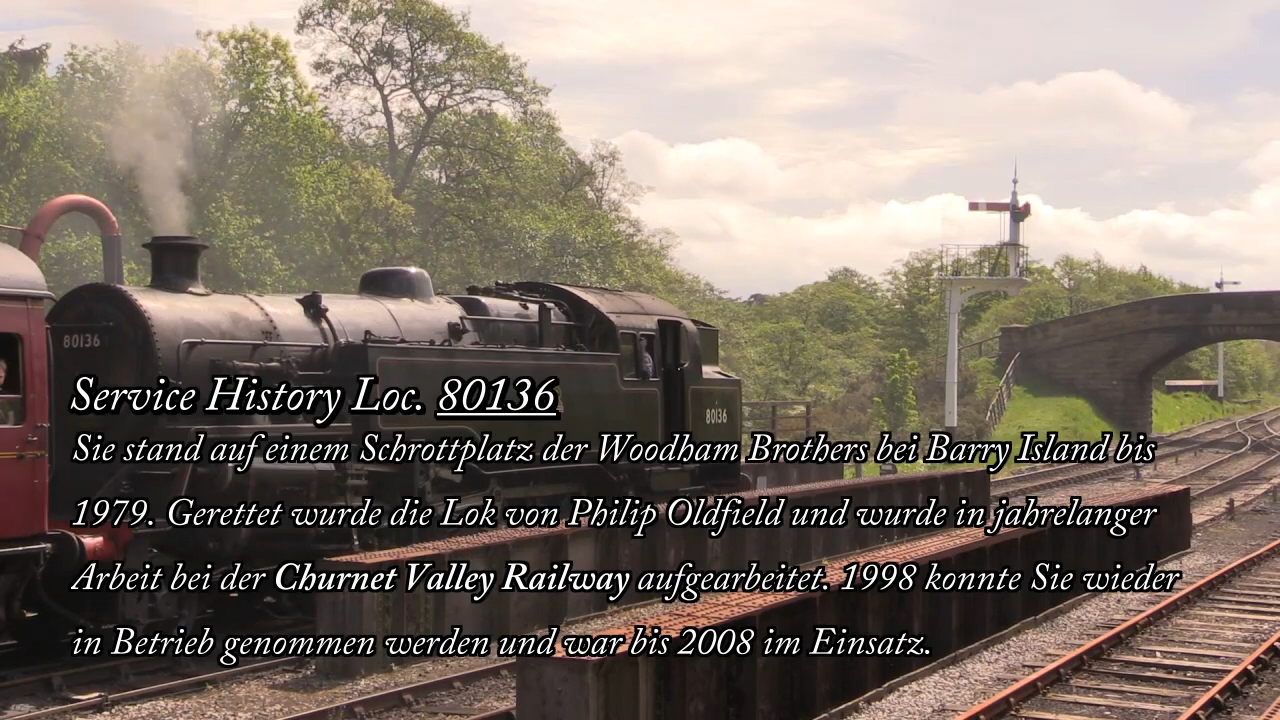 80136
80136
Service History Loc. 80136
Sie stand auf einem Schrottplatz der Woodham Brothers bei Barry Island bis
1979. Gerettet wurde die Lok von Philip Oldfield und wurde in jahrelanger
Arbeit bei der Churnet Valley Railway aufgearbeitet. 1998 konnte Sie wieder
in Betrieb genommen werden und war bis 2008 im Einsatz.